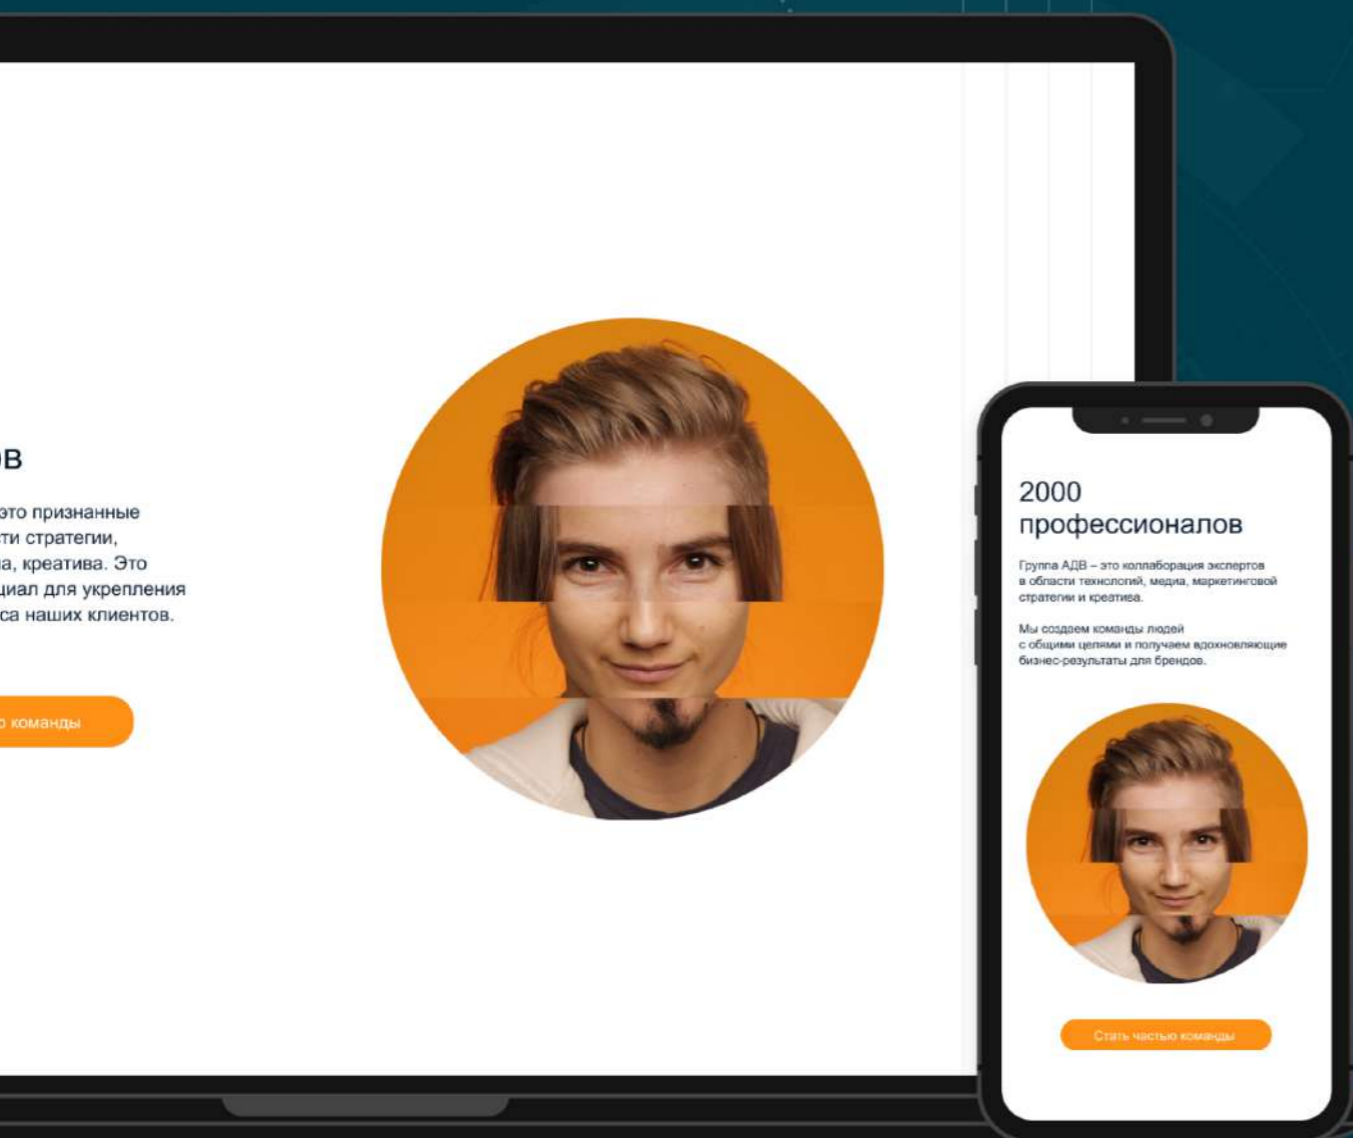 ов
это признанные
сти стратегии,
а, креатива. Это
циал для укрепления
са наших клиентов.
ю команды
2000
профессионалов
Группа АДВ – это коллаборация экспертов
в области технологий, медиа, маркетинговой
стратегии и креатива.
Мы создаем команды людей
с общими целями и получаем вдохновляющие
бизнес-результаты для брендов.
Стать частью команды